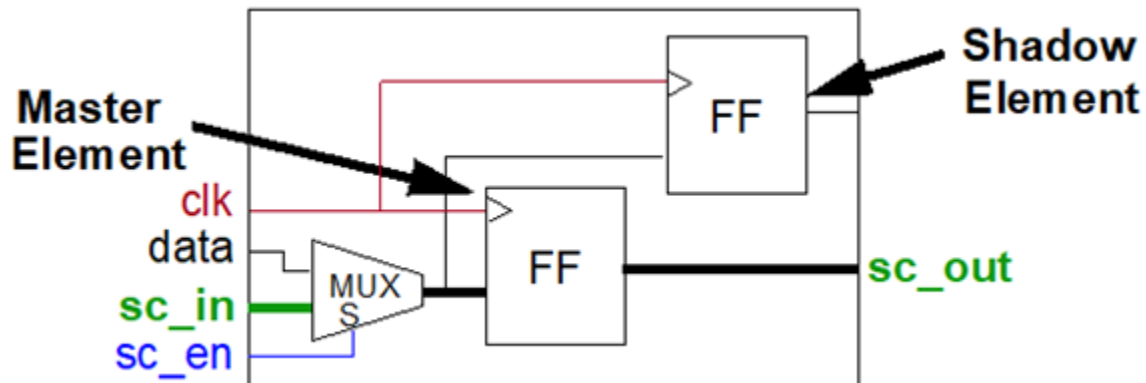 Shadow
Element
FF
Master
Element
clk
data
FF
sc_out
MUX
S
sc_in
sc_en